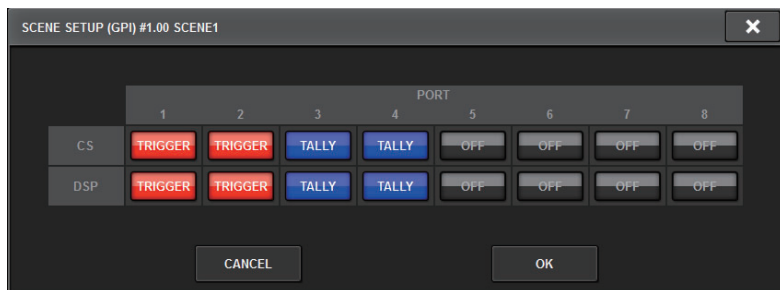 SCENE SETUP (GPI) #1.00 SCENE1
PORT
1 2 3 4 5 6 7 8
CS TRIGGER TRIGGER TALLY TALLY OFF OFF OFF OFF
DSP TRIGGER TRIGGER TALLY TALLY OFF OFF OFF OFF
CANCEL OK